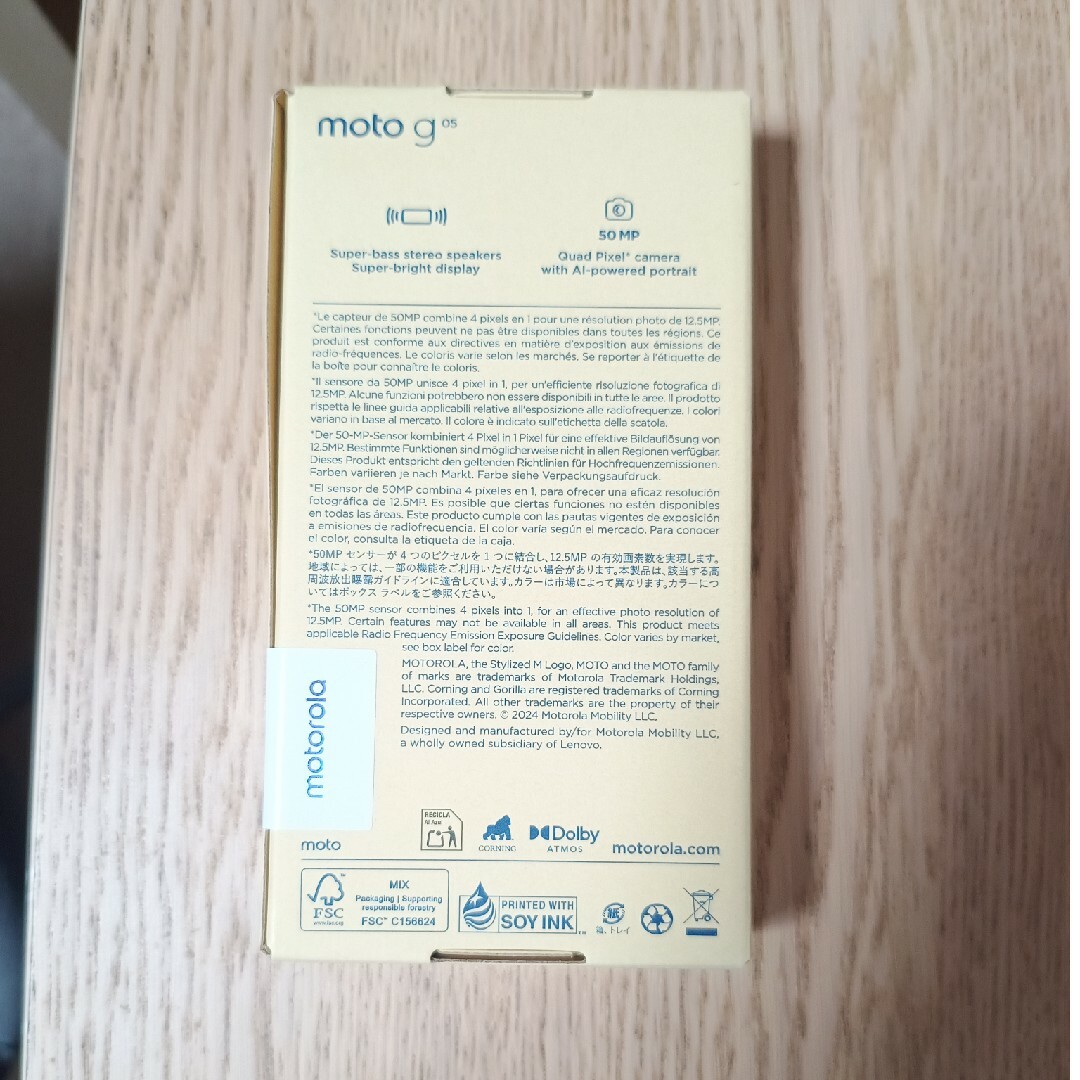 moto g 05
Super-bass stereo speakers
Super-bright display
50 MP
Quad Pixel* camera
with AI-powered portrait
*Le capteur de 50MP combine 4 pixels en 1 pour une résolution photo de 12.5MP.
Certaines fonctions peuvent ne pas être disponibles dans toutes les régions. Ce
produit est conforme aux directives en matière d'exposition aux émissions de
radio-fréquences. Le coloris varie selon les marchés. Se reporter à l'étiquette de
la boîte pour connaître le coloris.
*Il sensore da 50MP unisce 4 pixel in 1, per un'efficiente risoluzione fotografica di
12.5MP. Alcune funzioni potrebbero non essere disponibili in tutte le aree. Il prodotto
rispetta le linee guida applicabili relative all'esposizione alle radiofrequenze. I colori
variano in base al mercato. Il colore è indicato sull'etichetta della scatola.
*Der 50-MP-Sensor kombiniert 4 Pixel in 1 Pixel für eine effektive Bildauflösung von
12.5MP. Bestimmte Funktionen sind möglicherweise nicht in allen Regionen verfügbar.
Dieses Produkt entspricht den geltenden Richtlinien für Hochfrequenzemissionen.
Farben variieren je nach Markt. Farbe siehe Verpackungsaufdruck.
*El sensor de 50MP combina 4 pixeles en 1, para ofrecer una eficaz resolución
fotográfica de 12.5MP. Es posible que ciertas funciones no estén disponibles
en todas las áreas. Este producto cumple con las pautas vigentes de exposición
a emisiones de radiofrecuencia. El color varía según el mercado. Para conocer
el color, consulta la etiqueta de la caja.
*50MP センサーが 4 つのピクセルを 1 つに結合し、12.5MP の有効画素数を実現します。
地域によっては、一部の機能をご利用いただけない場合があります。本製品は、該当する高
周波放出曝露ガイドラインに適合しています。カラーは市場によって異なります。カラーにつ
いてはボックス ラベルをご参照ください。
*The 50MP sensor combines 4 pixels into 1, for an effective photo resolution of
12.5MP. Certain features may not be available in all areas. This product meets
applicable Radio Frequency Emission Exposure Guidelines. Color varies by market,
see box label for color.
MOTOROLA, the Stylized M Logo, MOTO and the MOTO family
of marks are trademarks of Motorola Trademark Holdings,
LLC. Corning and Gorilla are registered trademarks of Corning
Incorporated. All other trademarks are the property of their
respective owners. © 2024 Motorola Mobility LLC.
Designed and manufactured by/for Motorola Mobility LLC,
a wholly owned subsidiary of Lenovo.
motorola
moto
RECICLA
Al Azul
CORNING
Dolby
ATMOS
motorola.com
FSC
www.fsc.org
MIX
Packaging | Supporting
responsible forestry
FSC® C156624
PRINTED WITH
SOY INK™
紙
箱、トレイ